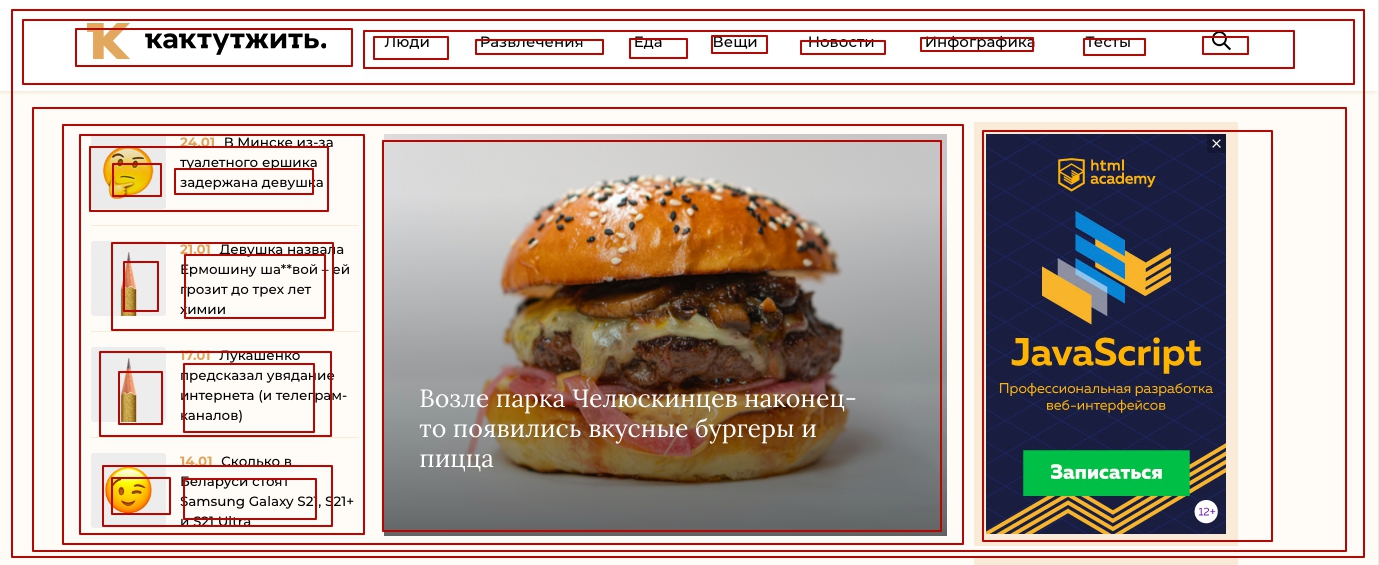 кактутжить.
Люди
Развлечения
Еда
Вещи
Новости
Инфографика
Тесты
24.01 В Минске из-за
туалетного ершика
задержана девушка
21.01 Девушка назвала
Ермошину ша**вой – ей
грозит до трех лет
химии
17.01 Лукашенко
предсказал увядание
интернета (и телеграм-
каналов)
14.01 Сколько в
Беларуси стоят
Samsung Galaxy S21, S21+
и S21 Ultra
Возле парка Челюскинцев наконец-
то появились вкусные бургеры и
пицца
html
academy
JavaScript
Профессиональная разработка
веб-интерфейсов
Записаться
12+